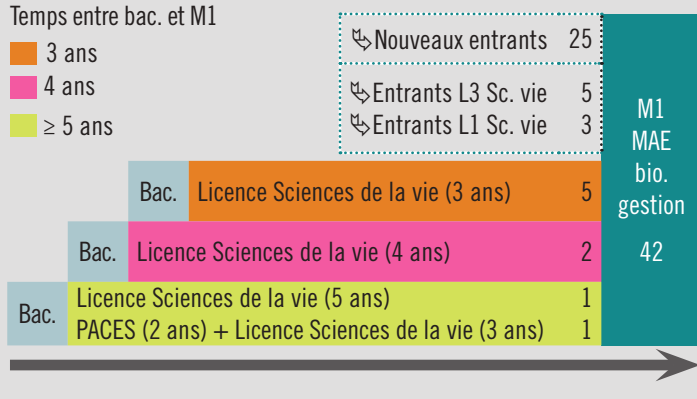 Temps entre bac. et M1
3 ans
4 ans
≥ 5 ans
Nouveaux entrants 25
Entrants L3 Sc. vie 5
Entrants L1 Sc. vie 3
Bac. Licence Sciences de la vie (3 ans) 5
Bac. Licence Sciences de la vie (4 ans) 2
Bac.
Licence Sciences de la vie (5 ans) 1
PACES (2 ans) + Licence Sciences de la vie (3 ans) 1
M1
MAE
bio.
gestion
42